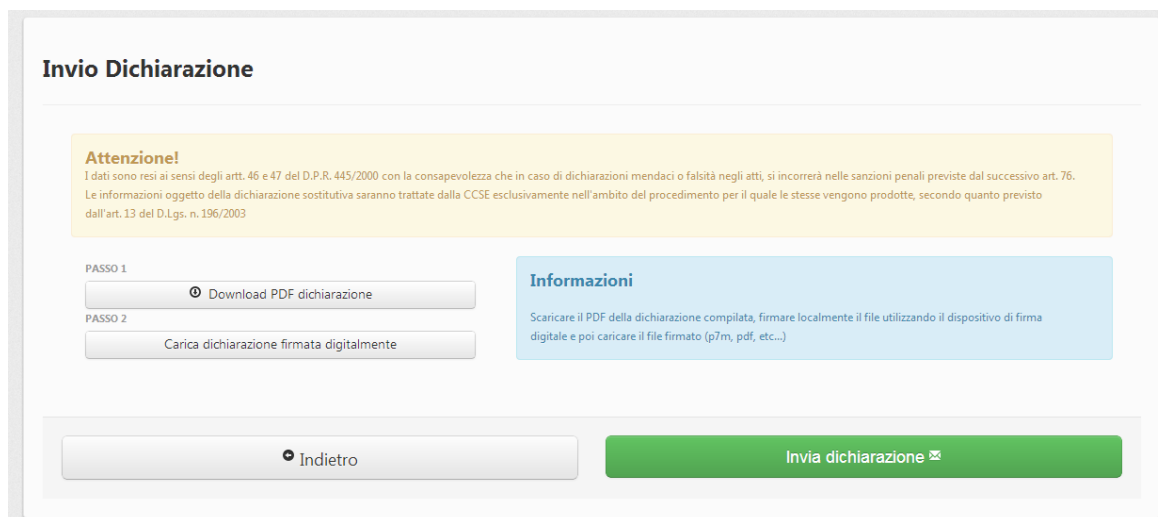 Invio Dichiarazione
Attenzione!
I dati sono resi ai sensi degli artt. 46 e 47 del D.P.R. 445/2000 con la consapevolezza che in caso di dichiarazioni mendaci o falsità negli atti, si incorrerà nelle sanzioni penali previste dal successivo art. 76.
Le informazioni oggetto della dichiarazione sostitutiva saranno trattate dalla CCSE esclusivamente nell'ambito del procedimento per il quale le stesse vengono prodotte, secondo quanto previsto
dall'art. 13 del D.Lgs. n. 196/2003
PASSO 1
Download PDF dichiarazione
PASSO 2
Carica dichiarazione firmata digitalmente
Informazioni
Scaricare il PDF della dichiarazione compilata, firmare localmente il file utilizzando il dispositivo di firma
digitale e poi caricare il file firmato (p7m, pdf, etc...)
Indietro
Invia dichiarazione